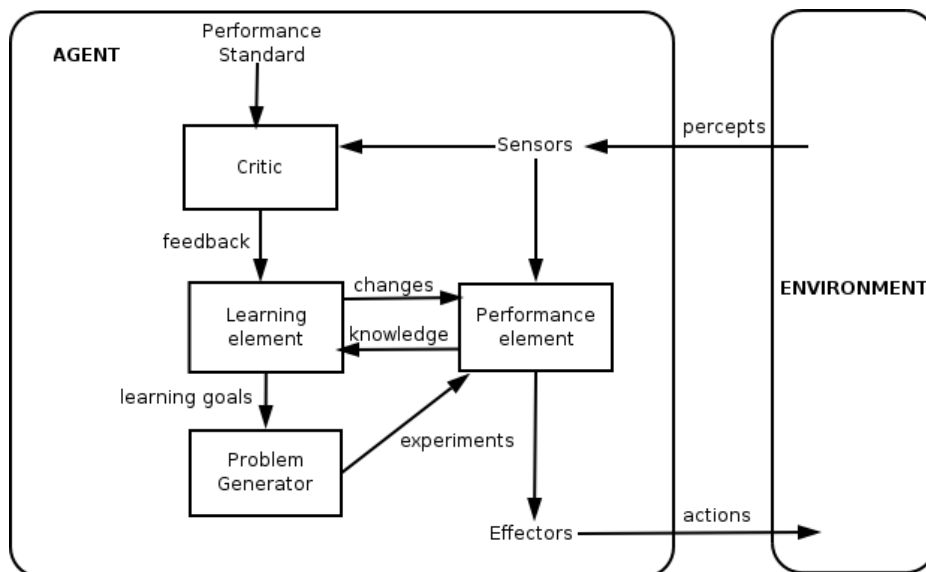 AGENT
Performance
Standard
percepts
Sensors
Critic
feedback
changes
ENVIRONMENT
Learning
element
Performance
element
knowledge
learning goals
experiments
Problem
Generator
Effectors
actions